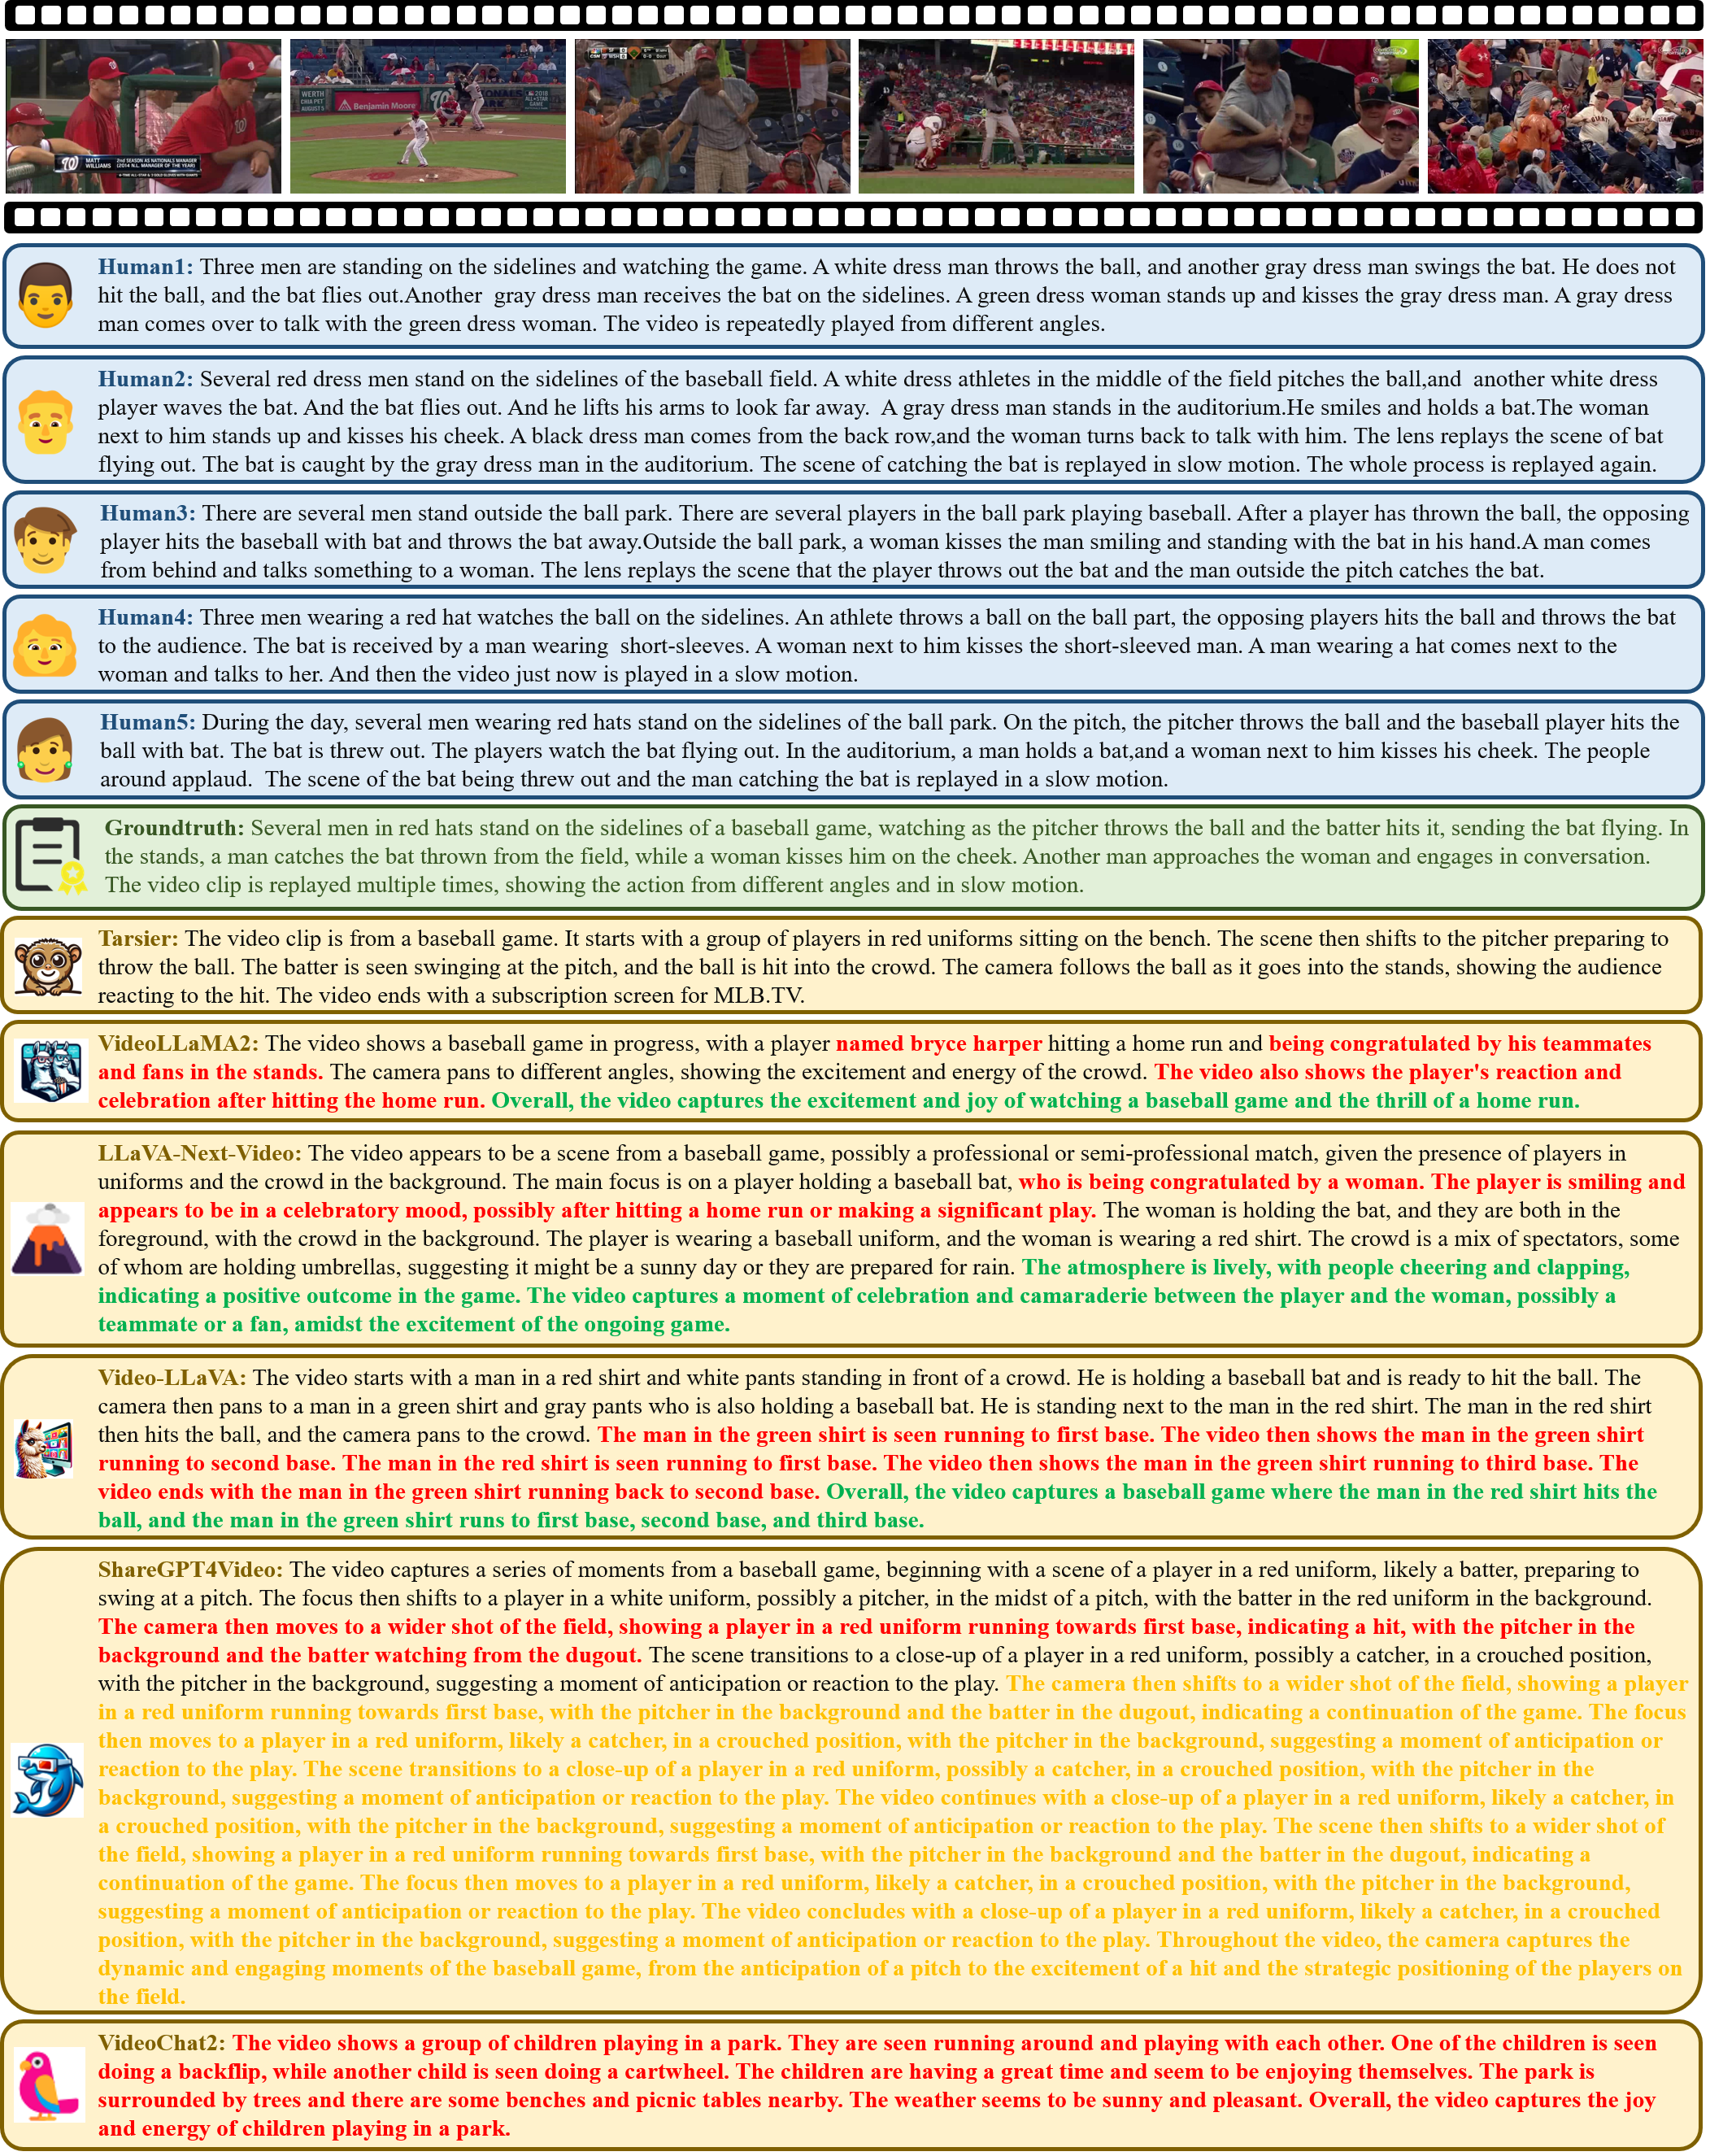 MATT WILLIAMS
2ND SEASON AS NATIONALS MANAGER
(2014 N.L. MANAGER OF THE YEAR)
WERTH
CHIA PET
AUGUST 5
Benjamin Moore
2018
ALL★STAR
GAME
Human1: Three men are standing on the sidelines and watching the game. A white dress man throws the ball, and another gray dress man swings the bat. He does not
hit the ball, and the bat flies out.Another gray dress man receives the bat on the sidelines. A green dress woman stands up and kisses the gray dress man. A gray dress
man comes over to talk with the green dress woman. The video is repeatedly played from different angles.
Human2: Several red dress men stand on the sidelines of the baseball field. A white dress athletes in the middle of the field pitches the ball,and another white dress
player waves the bat. And the bat flies out. And he lifts his arms to look far away. A gray dress man stands in the auditorium.He smiles and holds a bat.The woman
next to him stands up and kisses his cheek. A black dress man comes from the back row,and the woman turns back to talk with him. The lens replays the scene of bat
flying out. The bat is caught by the gray dress man in the auditorium. The scene of catching the bat is replayed in slow motion. The whole process is replayed again.
Human3: There are several men stand outside the ball park. There are several players in the ball park playing baseball. After a player has thrown the ball, the opposing
player hits the baseball with bat and throws the bat away.Outside the ball park, a woman kisses the man smiling and standing with the bat in his hand.A man comes
from behind and talks something to a woman. The lens replays the scene that the player throws out the bat and the man outside the pitch catches the bat.
Human4: Three men wearing a red hat watches the ball on the sidelines. An athlete throws a ball on the ball part, the opposing players hits the ball and throws the bat
to the audience. The bat is received by a man wearing short-sleeves. A woman next to him kisses the short-sleeved man. A man wearing a hat comes next to the
woman and talks to her. And then the video just now is played in a slow motion.
Human5: During the day, several men wearing red hats stand on the sidelines of the ball park. On the pitch, the pitcher throws the ball and the baseball player hits the
ball with bat. The bat is threw out. The players watch the bat flying out. In the auditorium, a man holds a bat,and a woman next to him kisses his cheek. The people
around applaud. The scene of the bat being threw out and the man catching the bat is replayed in a slow motion.
Groundtruth: Several men in red hats stand on the sidelines of a baseball game, watching as the pitcher throws the ball and the batter hits it, sending the bat flying. In
the stands, a man catches the bat thrown from the field, while a woman kisses him on the cheek. Another man approaches the woman and engages in conversation.
The video clip is replayed multiple times, showing the action from different angles and in slow motion.
Tarsier: The video clip is from a baseball game. It starts with a group of players in red uniforms sitting on the bench. The scene then shifts to the pitcher preparing to
throw the ball. The batter is seen swinging at the pitch, and the ball is hit into the crowd. The camera follows the ball as it goes into the stands, showing the audience
reacting to the hit. The video ends with a subscription screen for MLB.TV.
VideoLLaMA2: The video shows a baseball game in progress, with a player named bryce harper hitting a home run and being congratulated by his teammates
and fans in the stands. The camera pans to different angles, showing the excitement and energy of the crowd. The video also shows the player's reaction and
celebration after hitting the home run. Overall, the video captures the excitement and joy of watching a baseball game and the thrill of a home run.
LLaVA-Next-Video: The video appears to be a scene from a baseball game, possibly a professional or semi-professional match, given the presence of players in
uniforms and the crowd in the background. The main focus is on a player holding a baseball bat, who is being congratulated by a woman. The player is smiling and
appears to be in a celebratory mood, possibly after hitting a home run or making a significant play. The woman is holding the bat, and they are both in the
foreground, with the crowd in the background. The player is wearing a baseball uniform, and the woman is wearing a red shirt. The crowd is a mix of spectators, some
of whom are holding umbrellas, suggesting it might be a sunny day or they are prepared for rain. The atmosphere is lively, with people cheering and clapping,
indicating a positive outcome in the game. The video captures a moment of celebration and camaraderie between the player and the woman, possibly a
teammate or a fan, amidst the excitement of the ongoing game.
Video-LLaVA: The video starts with a man in a red shirt and white pants standing in front of a crowd. He is holding a baseball bat and is ready to hit the ball. The
camera then pans to a man in a green shirt and gray pants who is also holding a baseball bat. He is standing next to the man in the red shirt. The man in the red shirt
then hits the ball, and the camera pans to the crowd. The man in the green shirt is seen running to first base. The video then shows the man in the green shirt
running to second base. The man in the red shirt is seen running to first base. The video then shows the man in the green shirt running to third base. The
video ends with the man in the green shirt running back to second base. Overall, the video captures a baseball game where the man in the red shirt hits the
ball, and the man in the green shirt runs to first base, second base, and third base.
ShareGPT4Video: The video captures a series of moments from a baseball game, beginning with a scene of a player in a red uniform, likely a batter, preparing to
swing at a pitch. The focus then shifts to a player in a white uniform, possibly a pitcher, in the midst of a pitch, with the batter in the red uniform in the background.
The camera then moves to a wider shot of the field, showing a player in a red uniform running towards first base, indicating a hit, with the pitcher in the
background and the batter watching from the dugout. The scene transitions to a close-up of a player in a red uniform, possibly a catcher, in a crouched position,
with the pitcher in the background, suggesting a moment of anticipation or reaction to the play. The camera then shifts to a wider shot of the field, showing a player
in a red uniform running towards first base, with the pitcher in the background and the batter in the dugout, indicating a continuation of the game. The focus
then moves to a player in a red uniform, likely a catcher, in a crouched position, with the pitcher in the background, suggesting a moment of anticipation or
reaction to the play. The scene transitions to a close-up of a player in a red uniform, possibly a catcher, in a crouched position, with the pitcher in the
background, suggesting a moment of anticipation or reaction to the play. The video continues with a close-up of a player in a red uniform, likely a catcher, in
a crouched position, with the pitcher in the background, suggesting a moment of anticipation or reaction to the play. The scene then shifts to a wider shot of
the field, showing a player in a red uniform running towards first base, with the pitcher in the background and the batter in the dugout, indicating a
continuation of the game. The focus then moves to a player in a red uniform, likely a catcher, in a crouched position, with the pitcher in the background,
suggesting a moment of anticipation or reaction to the play. The video concludes with a close-up of a player in a red uniform, likely a catcher, in a crouched
position, with the pitcher in the background, suggesting a moment of anticipation or reaction to the play. Throughout the video, the camera captures the
dynamic and engaging moments of the baseball game, from the anticipation of a pitch to the excitement of a hit and the strategic positioning of the players on
the field.
VideoChat2: The video shows a group of children playing in a park. They are seen running around and playing with each other. One of the children is seen
doing a backflip, while another child is seen doing a cartwheel. The children are having a great time and seem to be enjoying themselves. The park is
surrounded by trees and there are some benches and picnic tables nearby. The weather seems to be sunny and pleasant. Overall, the video captures the joy
and energy of children playing in a park.